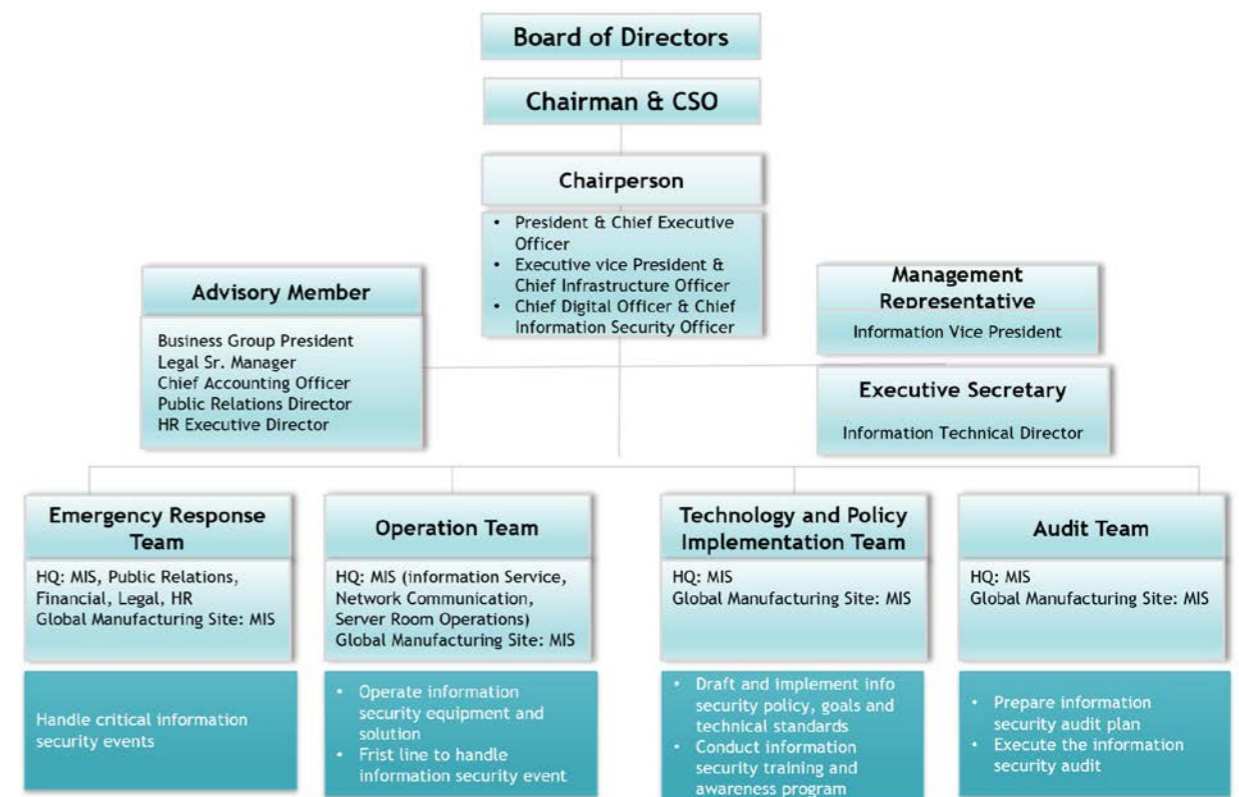 Board of Directors
Chairman & CSO
Chairperson
• President & Chief Executive
Officer
• Executive vice President &
Chief Infrastructure Officer
• Chief Digital Officer & Chief
Information Security Officer
Advisory Member
Business Group President
Legal Sr. Manager
Chief Accounting Officer
Public Relations Director
HR Executive Director
Management
Representative
Information Vice President
Executive Secretary
Information Technical Director
Emergency Response
Team
HQ: MIS, Public Relations,
Financial, Legal, HR
Global Manufacturing Site: MIS
Handle critical information
security events
Operation Team
HQ: MIS (information Service,
Network Communication,
Server Room Operations)
Global Manufacturing Site: MIS
• Operate information
security equipment and
solution
• Frist line to handle
information security event
Technology and Policy
Implementation Team
HQ: MIS
Global Manufacturing Site: MIS
• Draft and implement info
security policy, goals and
technical standards
• Conduct information
security training and
awareness program
Audit Team
HQ: MIS
Global Manufacturing Site: MIS
• Prepare information
security audit plan
• Execute the information
security audit